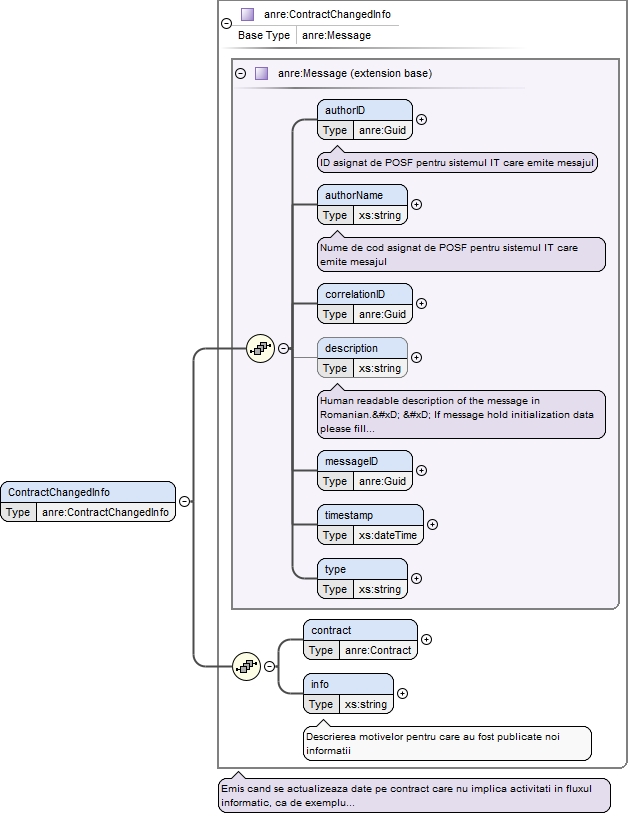 anre:ContractChangedInfo
Base Type anre:Message
anre:Message (extension base)
authorID
Type anre:Guid
ID asignat de POSF pentru sistemul IT care emite mesajul
authorName
Type xs:string
Nume de cod asignat de POSF pentru sistemul IT care
emite mesajul
correlationID
Type anre:Guid
description
Type xs:string
Human readable description of the message in
Romanian.&#xD; &#xD; If message hold initialization data
please fill...
messageID
Type anre:Guid
timestamp
Type xs:dateTime
type
Type xs:string
ContractChangedInfo
Type anre:ContractChangedInfo
contract
Type anre:Contract
info
Type xs:string
Descrierea motivelor pentru care au fost publicate noi
informatii
Emis cand se actualizeaza date pe contract care nu implica activitati in fluxul
informatic, ca de exemplu...